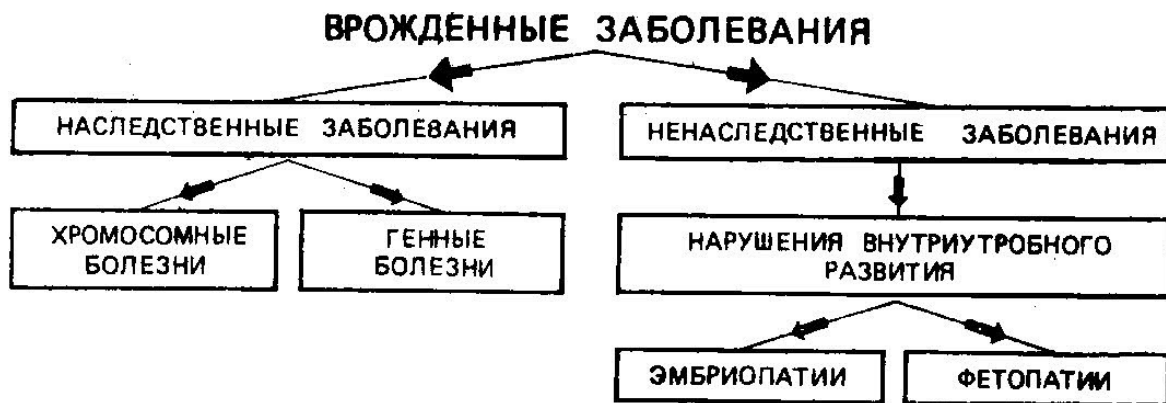 ВРОЖДЕННЫЕ ЗАБОЛЕВАНИЯ
НАСЛЕДСТВЕННЫЕ ЗАБОЛЕВАНИЯ
НЕНАСЛЕДСТВЕННЫЕ ЗАБОЛЕВАНИЯ
ХРОМОСОМНЫЕ
БОЛЕЗНИ
ГЕННЫЕ
БОЛЕЗНИ
НАРУШЕНИЯ ВНУТРИУТРОБНОГО
РАЗВИТИЯ
ЭМБРИОПАТИИ
ФЕТОПАТИИ